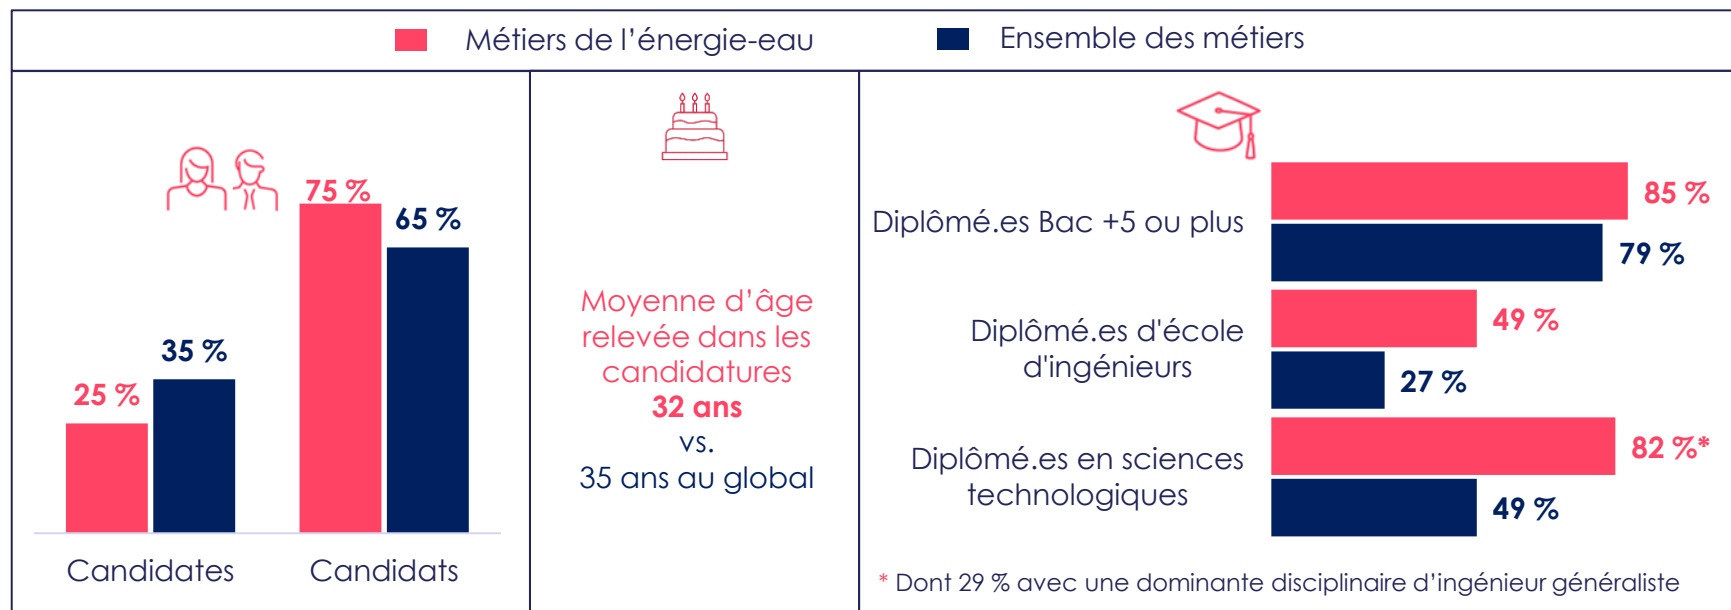 Métiers de l'énergie-eau
Ensemble des métiers
75 %
65 %
35 %
25 %
Candidates
Candidats
Moyenne d'âge
relevée dans les
candidatures
32 ans
vs.
35 ans au global
Diplômé.es Bac +5 ou plus
85 %
79 %
Diplômé.es d'école
d'ingénieurs
49 %
27 %
Diplômé.es en sciences
technologiques
82 %*
49 %
* Dont 29 % avec une dominante disciplinaire d'ingénieur généraliste